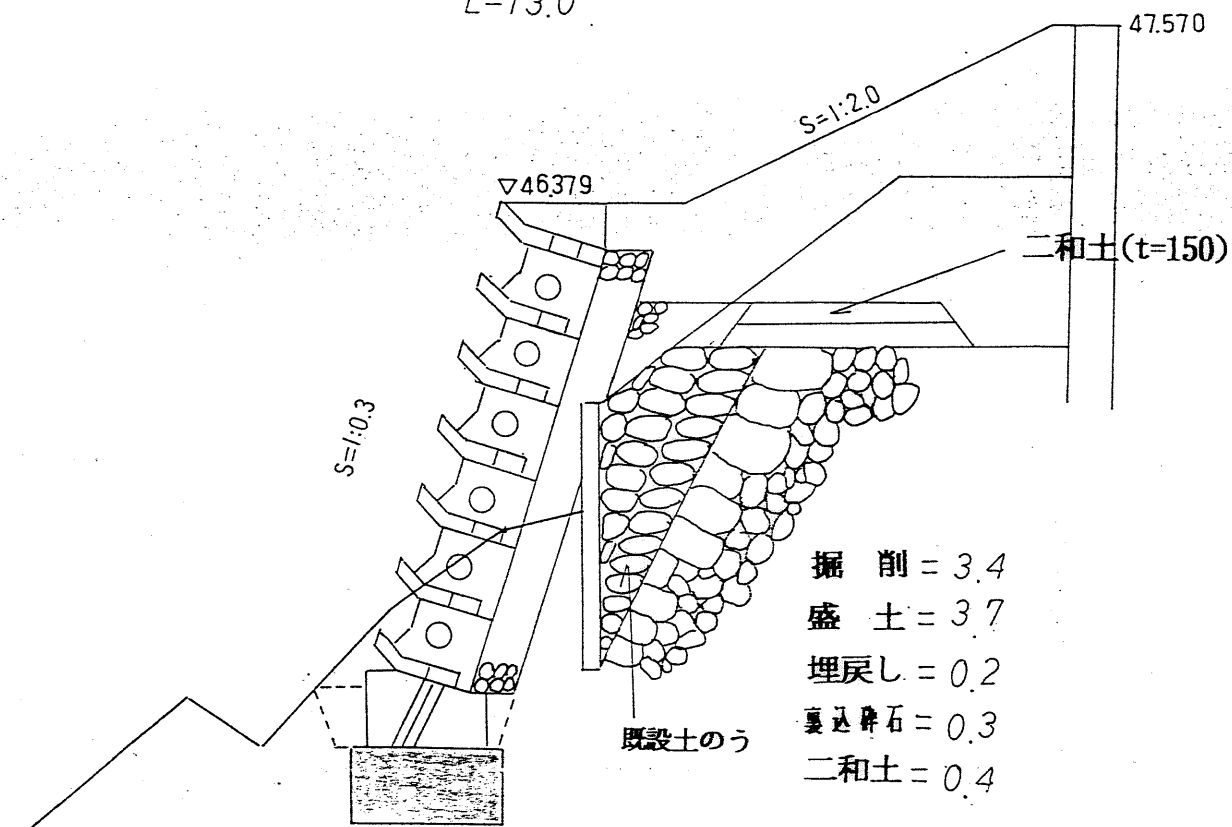 L=13.0
47.570
S=1:2.0
▽46.379
二和土(t=150)
S=1:0.3
掘 削 = 3.4
盛 土 = 3.7
埋戻し = 0.2
裏込砕石 = 0.3
既設土のう
二和土 = 0.4